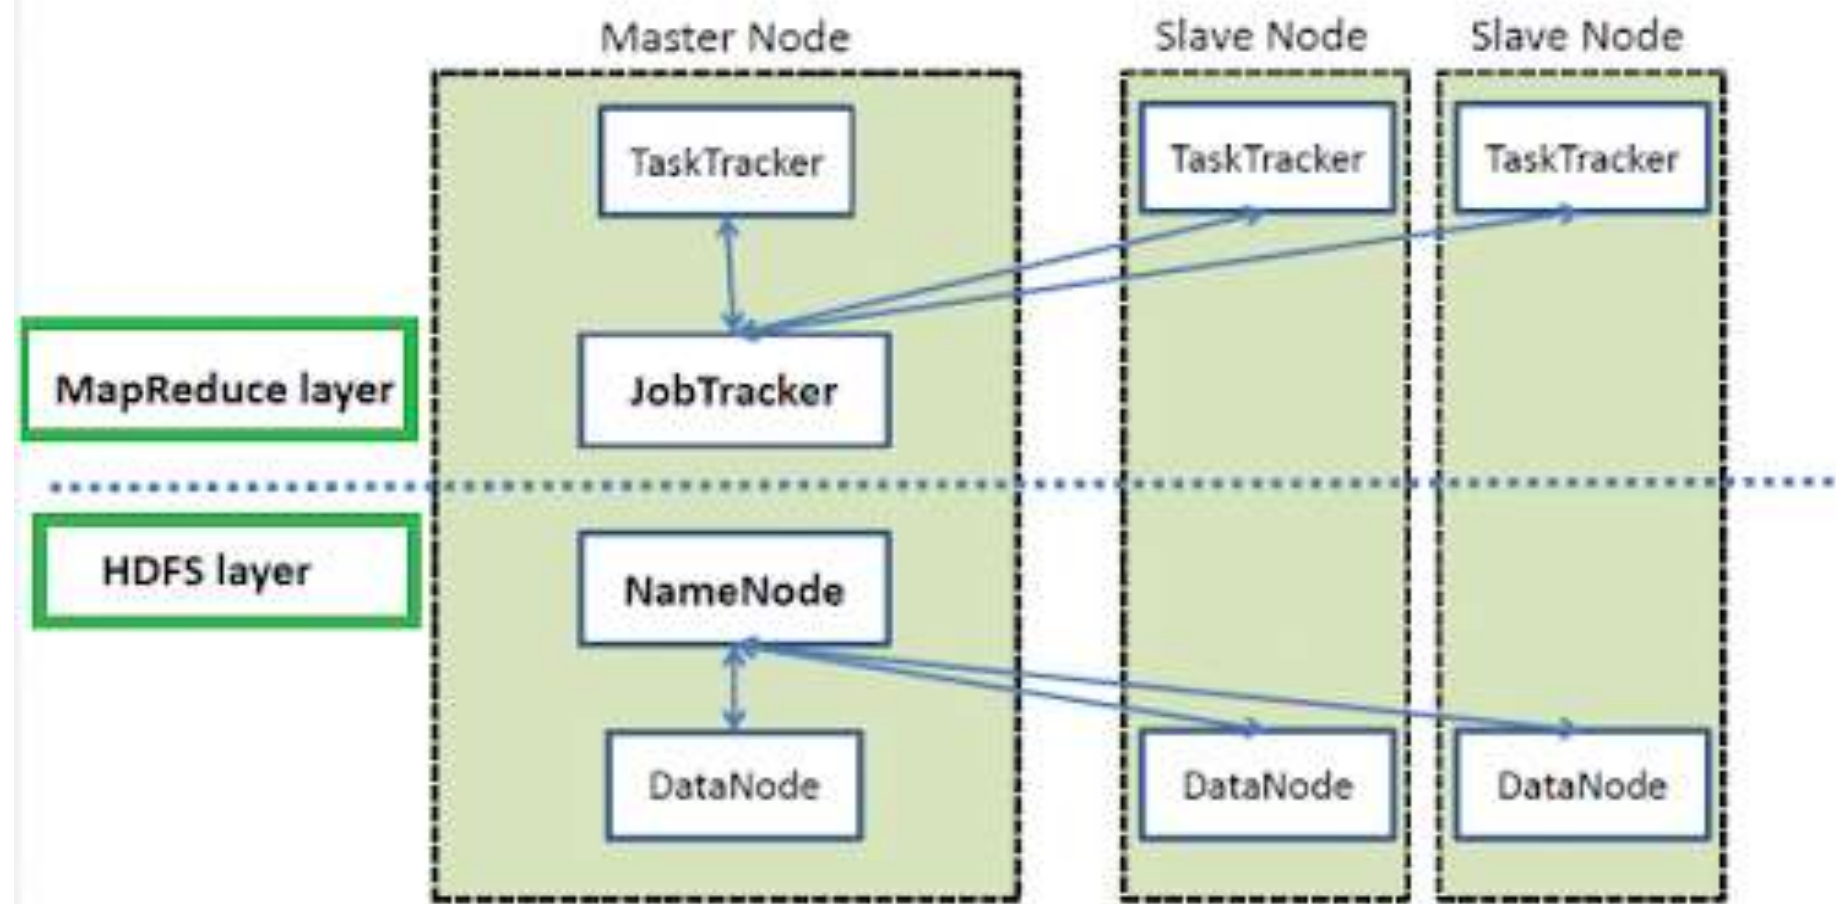 Master Node
Slave Node
Slave Node
TaskTracker
TaskTracker
TaskTracker
MapReduce layer
JobTracker
HDFS layer
NameNode
DataNode
DataNode
DataNode